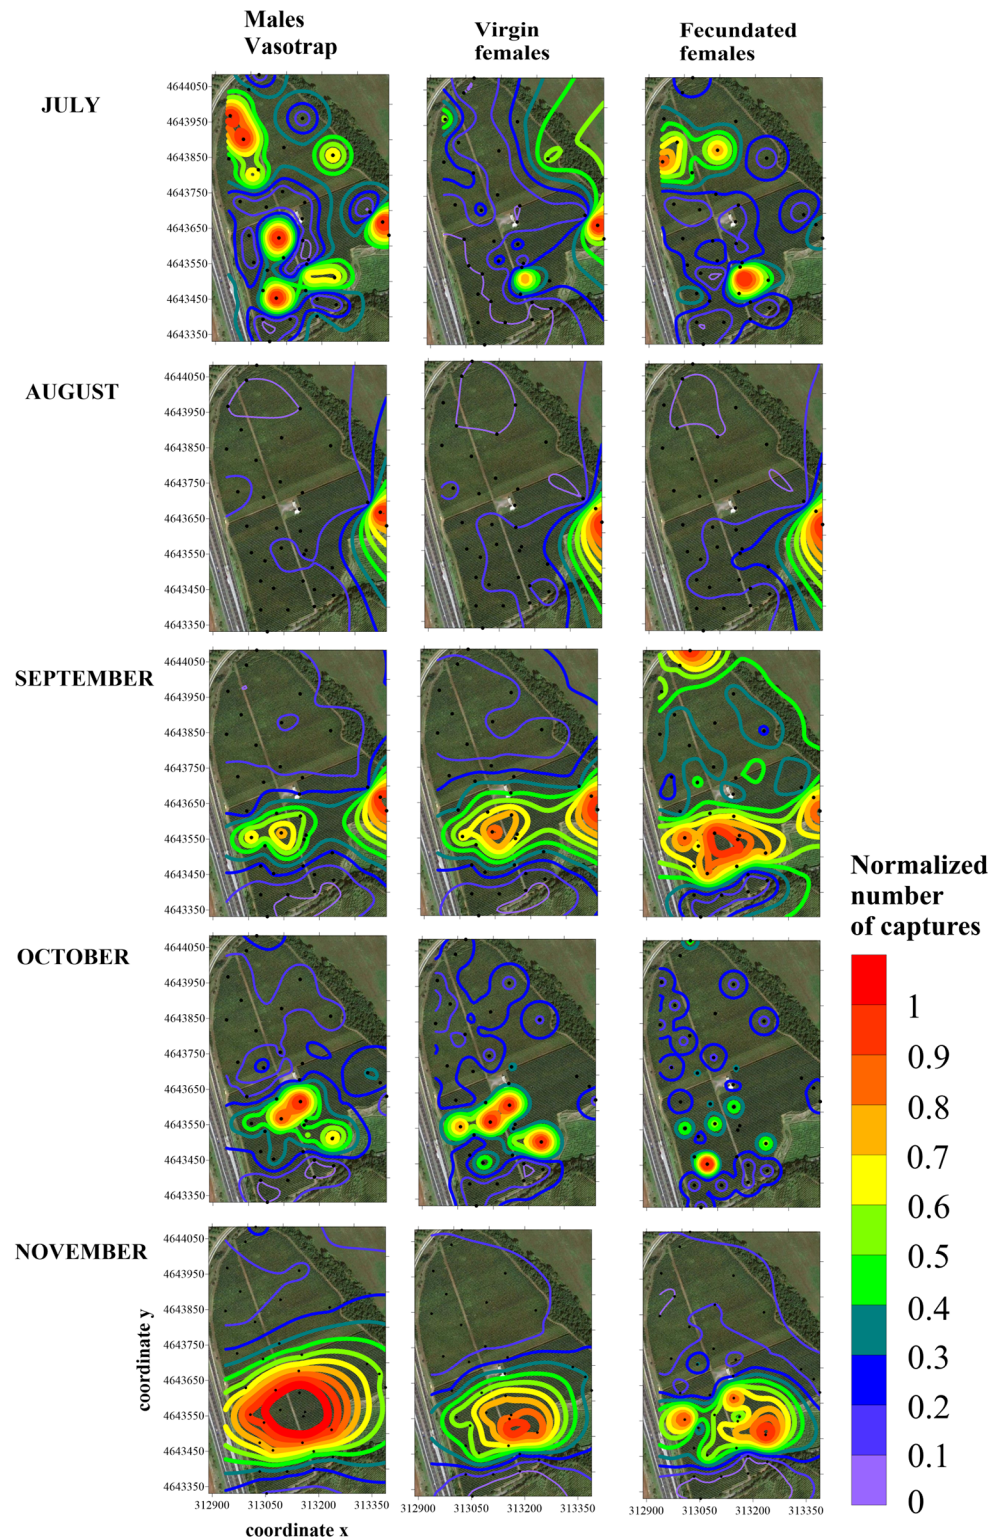 Males
Vasotrap
Virgin
females
Fecundated
females
JULY
4644050
4643950
4643850
4643750
4643650
4643550
4643450
4643350
AUGUST
4644050
4643950
4643850
4643750
4643650
4643550
4643450
4643350
SEPTEMBER
4644050
4643950
4643850
4643750
4643650
4643550
4643450
4643350
OCTOBER
4644050
4643950
4643850
4643750
4643650
4643550
4643450
4643350
NOVEMBER
4644050
4643950
4643850
4643750
4643650
4643550
4643450
4643350
coordinate y
312900 313050 313200 313350
312900 313050 313200 313350
312900 313050 313200 313350
coordinate x
Normalized
number
of captures
1
0.9
0.8
0.7
0.6
0.5
0.4
0.3
0.2
0.1
0